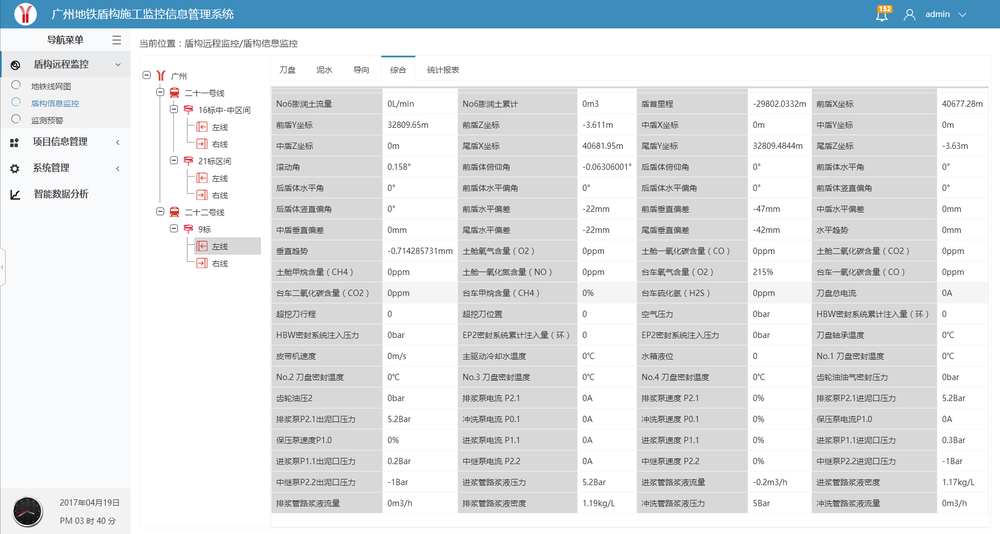 广州地铁盾构施工监控信息管理系统
152
admin
导航菜单
盾构远程监控
地铁线网图
盾构信息监控
监测预警
项目信息管理
系统管理
智能数据分析
2017年04月19日
PM 03 时 40 分
当前位置：盾构远程监控/盾构信息监控
广州
二十一号线
16标中-中区间
左线
右线
21标区间
左线
右线
二十二号线
9标
左线
右线
刀盘 泥水 导向 综合 统计报表
No6膨润土流量 0L/min No6膨润土累计 0m3 盾首里程 -29802.0332m 前盾X坐标 40677.28m
前盾Y坐标 32809.65m 前盾Z坐标 -3.611m 中盾X坐标 0m 中盾Y坐标 0m
中盾Z坐标 0m 尾盾X坐标 40681.95m 尾盾Y坐标 32809.4844m 尾盾Z坐标 -3.63m
滚动角 0.158° 前盾体俯仰角 -0.06306001° 后盾体俯仰角 0° 前盾体水平角 0°
后盾体水平角 0° 前盾体水平偏角 0° 后盾体水平偏角 0° 前盾体竖直偏角 0°
后盾体竖直偏角 0° 前盾水平偏差 -22mm 前盾垂直偏差 -47mm 中盾水平偏差 0mm
中盾垂直偏差 0mm 尾盾水平偏差 -22mm 尾盾垂直偏差 -42mm 水平趋势 0mm
垂直趋势 -0.714285731mm 土舱氧气含量（O2） 0ppm 土舱一氧化碳含量（CO） 0ppm 土舱二氧化碳含量（CO2） 0ppm
土舱甲烷含量（CH4） 0ppm 土舱一氧化氮含量（NO） 0ppm 台车氧气含量（O2） 215% 台车一氧化碳含量（CO） 0ppm
台车二氧化碳含量（CO2） 0ppm 台车甲烷含量（CH4） 0% 台车硫化氢（H2S） 0ppm 刀盘总电流 0A
超挖刀行程 0 超挖刀位置 0 空气压力 0bar HBW密封系统累计注入量（环） 0
HBW密封系统注入压力 0bar EP2密封系统累计注入量（环） 0 EP2密封系统注入压力 0bar 刀盘轴承温度 0℃
皮带机速度 0m/s 主驱动冷却水温度 0℃ 水箱液位 0 No.1 刀盘密封温度 0℃
No.2 刀盘密封温度 0℃ No.3 刀盘密封温度 0℃ No.4 刀盘密封温度 0℃ 齿轮油油气密封压力 0bar
齿轮油压2 0bar 排浆泵电流 P2.1 0A 排浆泵速度 P2.1 0% 排浆泵P2.1进泥口压力 5.2Bar
排浆泵P2.1出泥口压力 5.2Bar 冲洗泵电流 P0.1 0A 冲洗泵速度 P0.1 0% 保压泵电流P1.0 0A
保压泵速度P1.0 0% 进浆泵电流 P1.1 0A 进浆泵速度 P1.1 0% 进浆泵P1.1进泥口压力 0.3Bar
进浆泵P1.1出泥口压力 0.2Bar 中继泵电流 P2.2 0A 中继泵速度 P2.2 0% 中继泵P2.2进泥口压力 -1Bar
中继泵P2.2出泥口压力 -1Bar 进浆管路浆液压力 5.2Bar 进浆管路浆液流量 -0.2m3/h 进浆管路浆液密度 1.17kg/L
排浆管路浆液流量 0m3/h 排浆管路浆液密度 1.19kg/L 冲洗管路浆液压力 5Bar 冲洗管路浆液流量 0m3/h